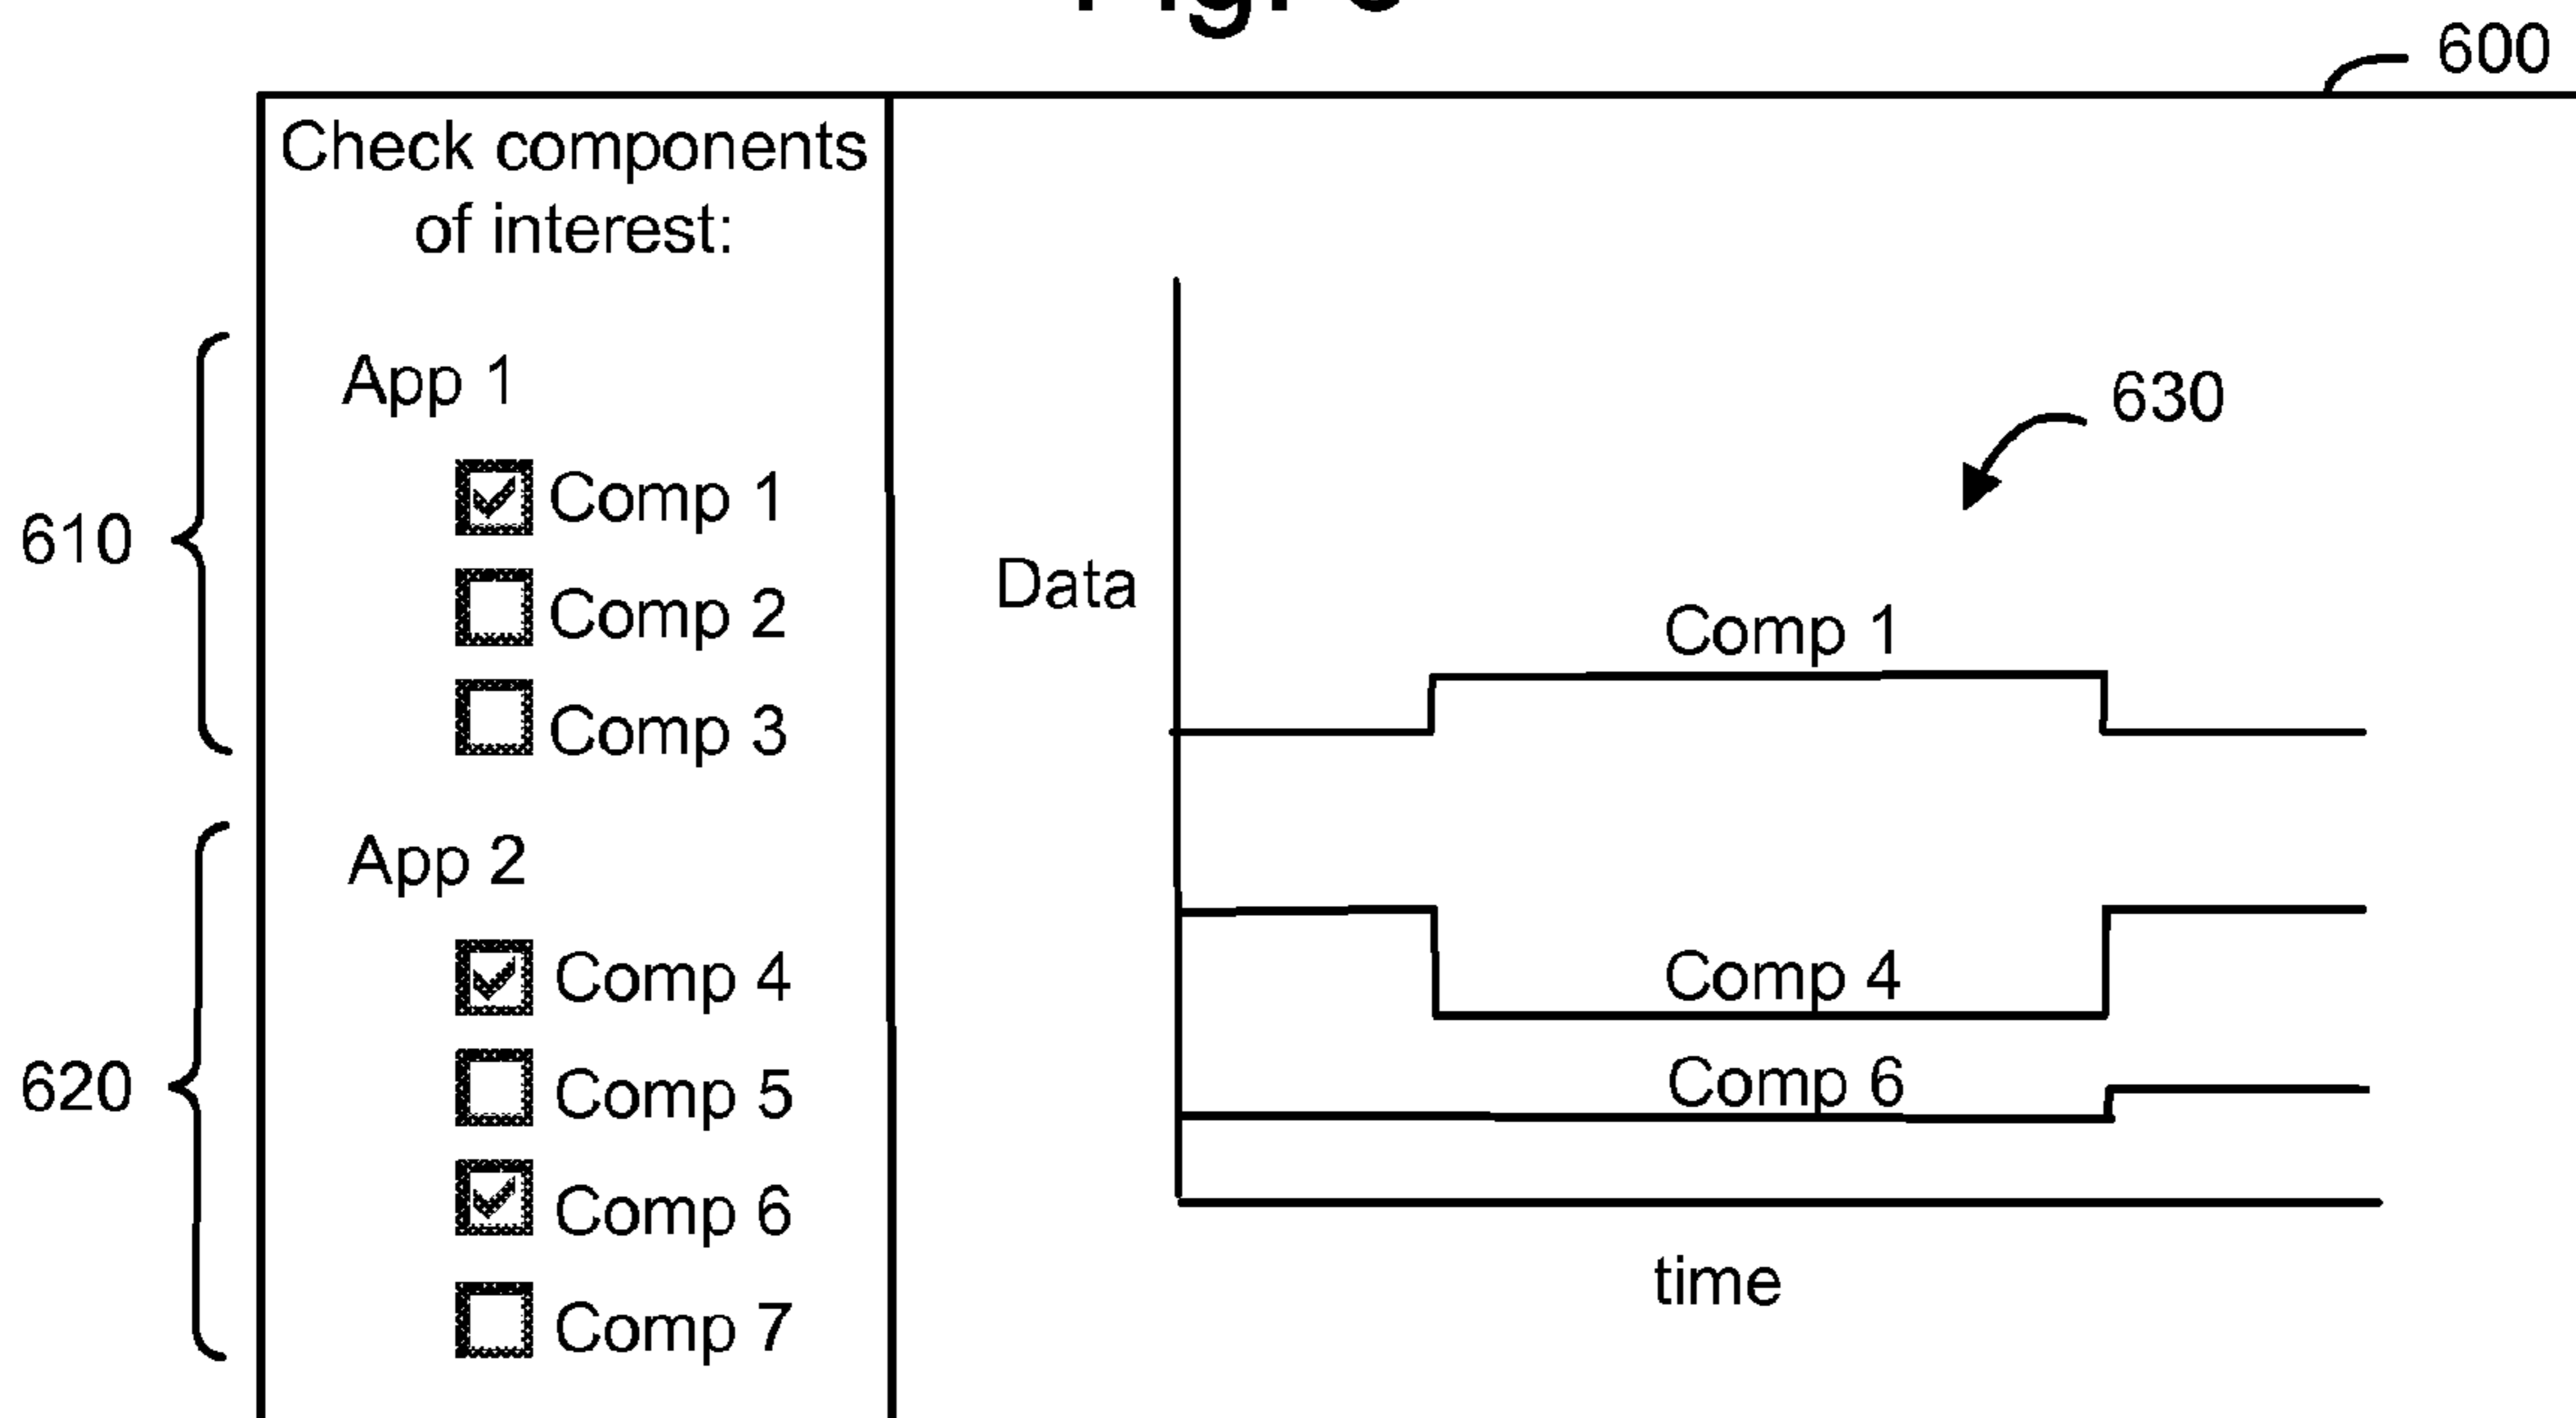 600
Check components
of interest:
610
App 1
Comp 1
Comp 2
Comp 3
620
App 2
Comp 4
Comp 5
Comp 6
Comp 7
630
Data
Comp 1
Comp 4
Comp 6
time